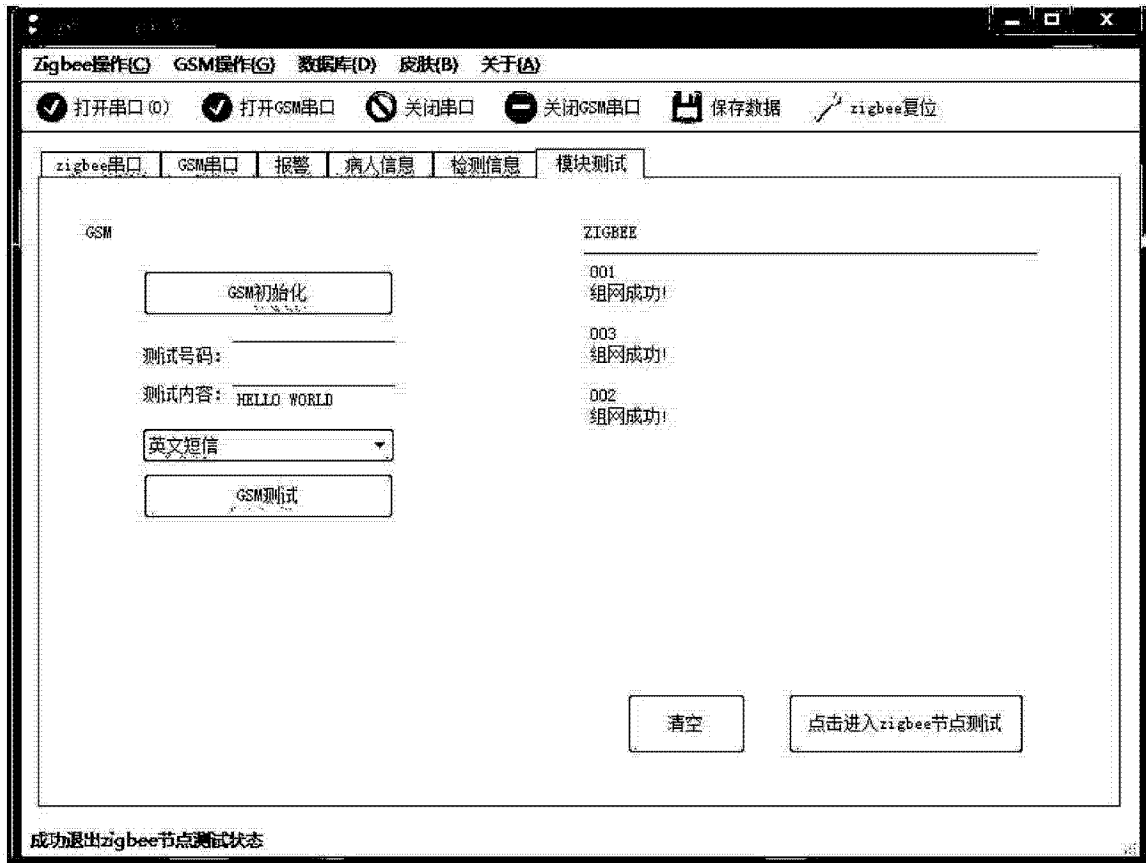 Zigbee操作(C) GSM操作(G) 数据库(D) 皮肤(B) 关于(A)
打开串口(O) 打开GSM串口 关闭串口 关闭GSM串口 保存数据 zigbee复位
zigbee串口 GSM串口 报警 病人信息 检测信息 模块测试
GSM
GSM初始化
测试号码:
测试内容: HELLO WORLD
英文短信
GSM测试
ZIGBEE
001
组网成功!
003
组网成功!
002
组网成功!
清空 点击进入zigbee节点测试
成功退出zigbee节点测试状态